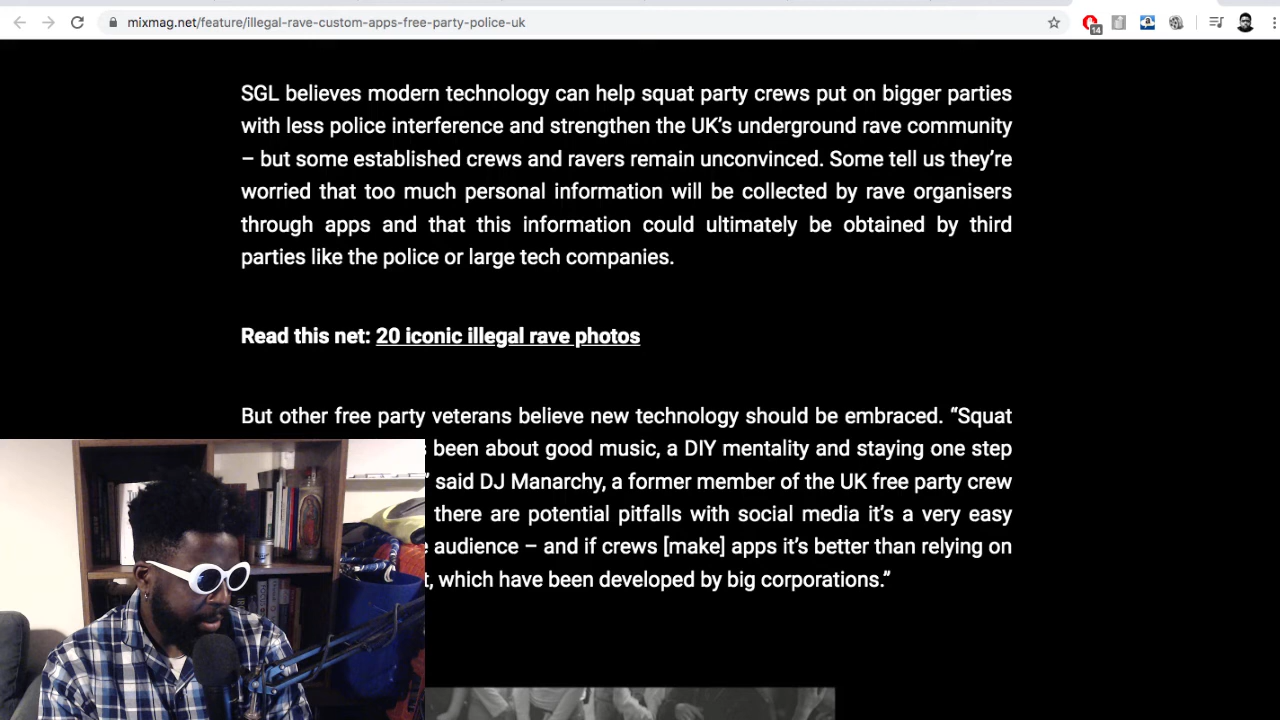 mixmag.net/feature/illegal-rave-custom-apps-free-party-police-uk
14
SGL believes modern technology can help squat party crews put on bigger parties
with less police interference and strengthen the UK’s underground rave community
– but some established crews and ravers remain unconvinced. Some tell us they’re
worried that too much personal information will be collected by rave organisers
through apps and that this information could ultimately be obtained by third
parties like the police or large tech companies.
Read this net: 20 iconic illegal rave photos
But other free party veterans believe new technology should be embraced. “Squat
been about good music, a DIY mentality and staying one step
” said DJ Manarchy, a former member of the UK free party crew
there are potential pitfalls with social media it’s a very easy
audience – and if crews [make] apps it’s better than relying on
which have been developed by big corporations.”